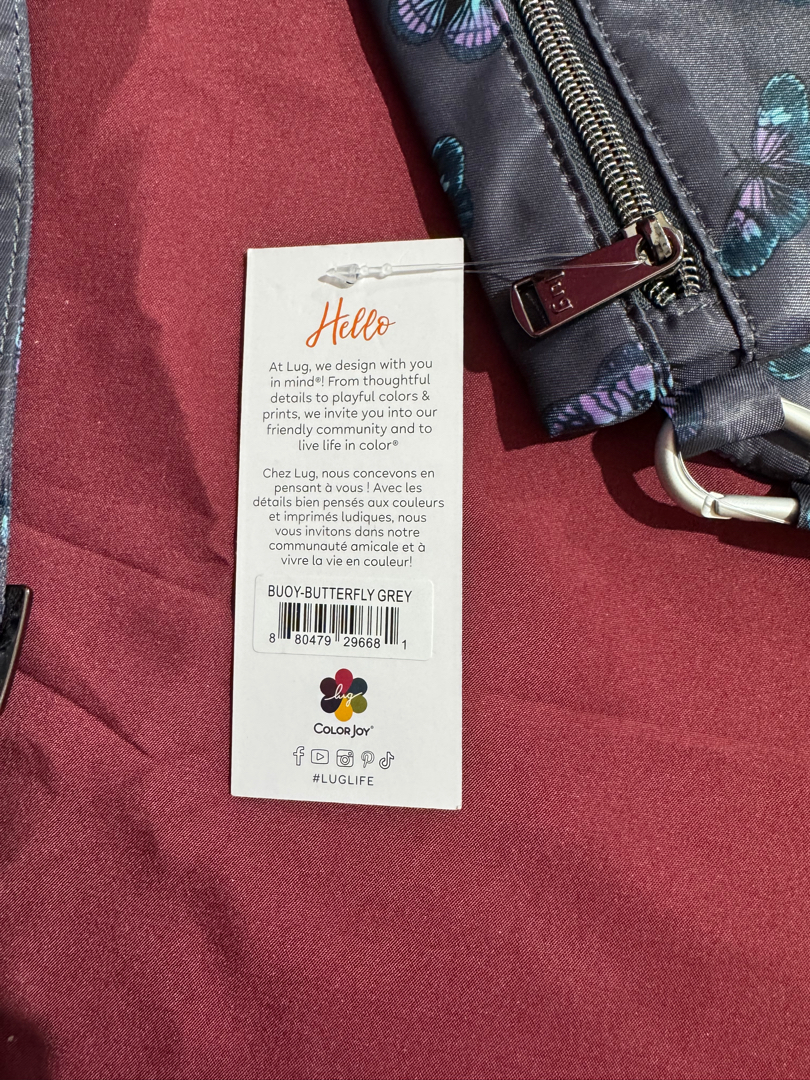 lug
Hello
At Lug, we design with you
in mind®! From thoughtful
details to playful colors &
prints, we invite you into our
friendly community and to
live life in color®
Chez Lug, nous concevons en
pensant à vous ! Avec les
détails bien pensés aux couleurs
et imprimés ludiques, nous
vous invitons dans notre
communauté amicale et à
vivre la vie en couleur!
BUOY-BUTTERFLY GREY
8 80479 29668 1
lug
COLOR JOY®
#LUGLIFE